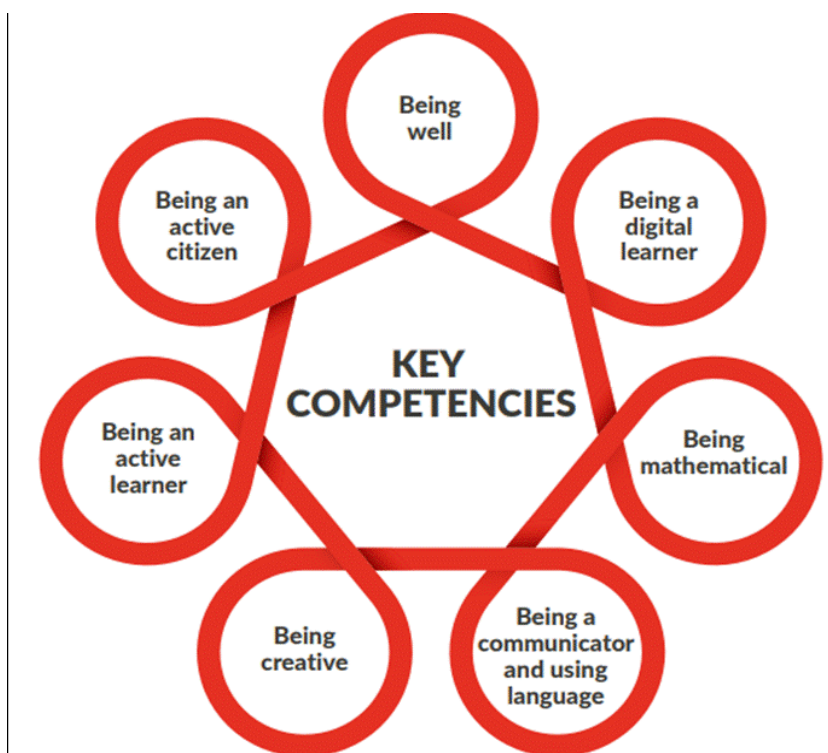 Being
well
Being an
active
citizen
Being a
digital
learner
KEY
COMPETENCIES
Being an
active
learner
Being
mathematical
Being
creative
Being a
communicator
and using
language